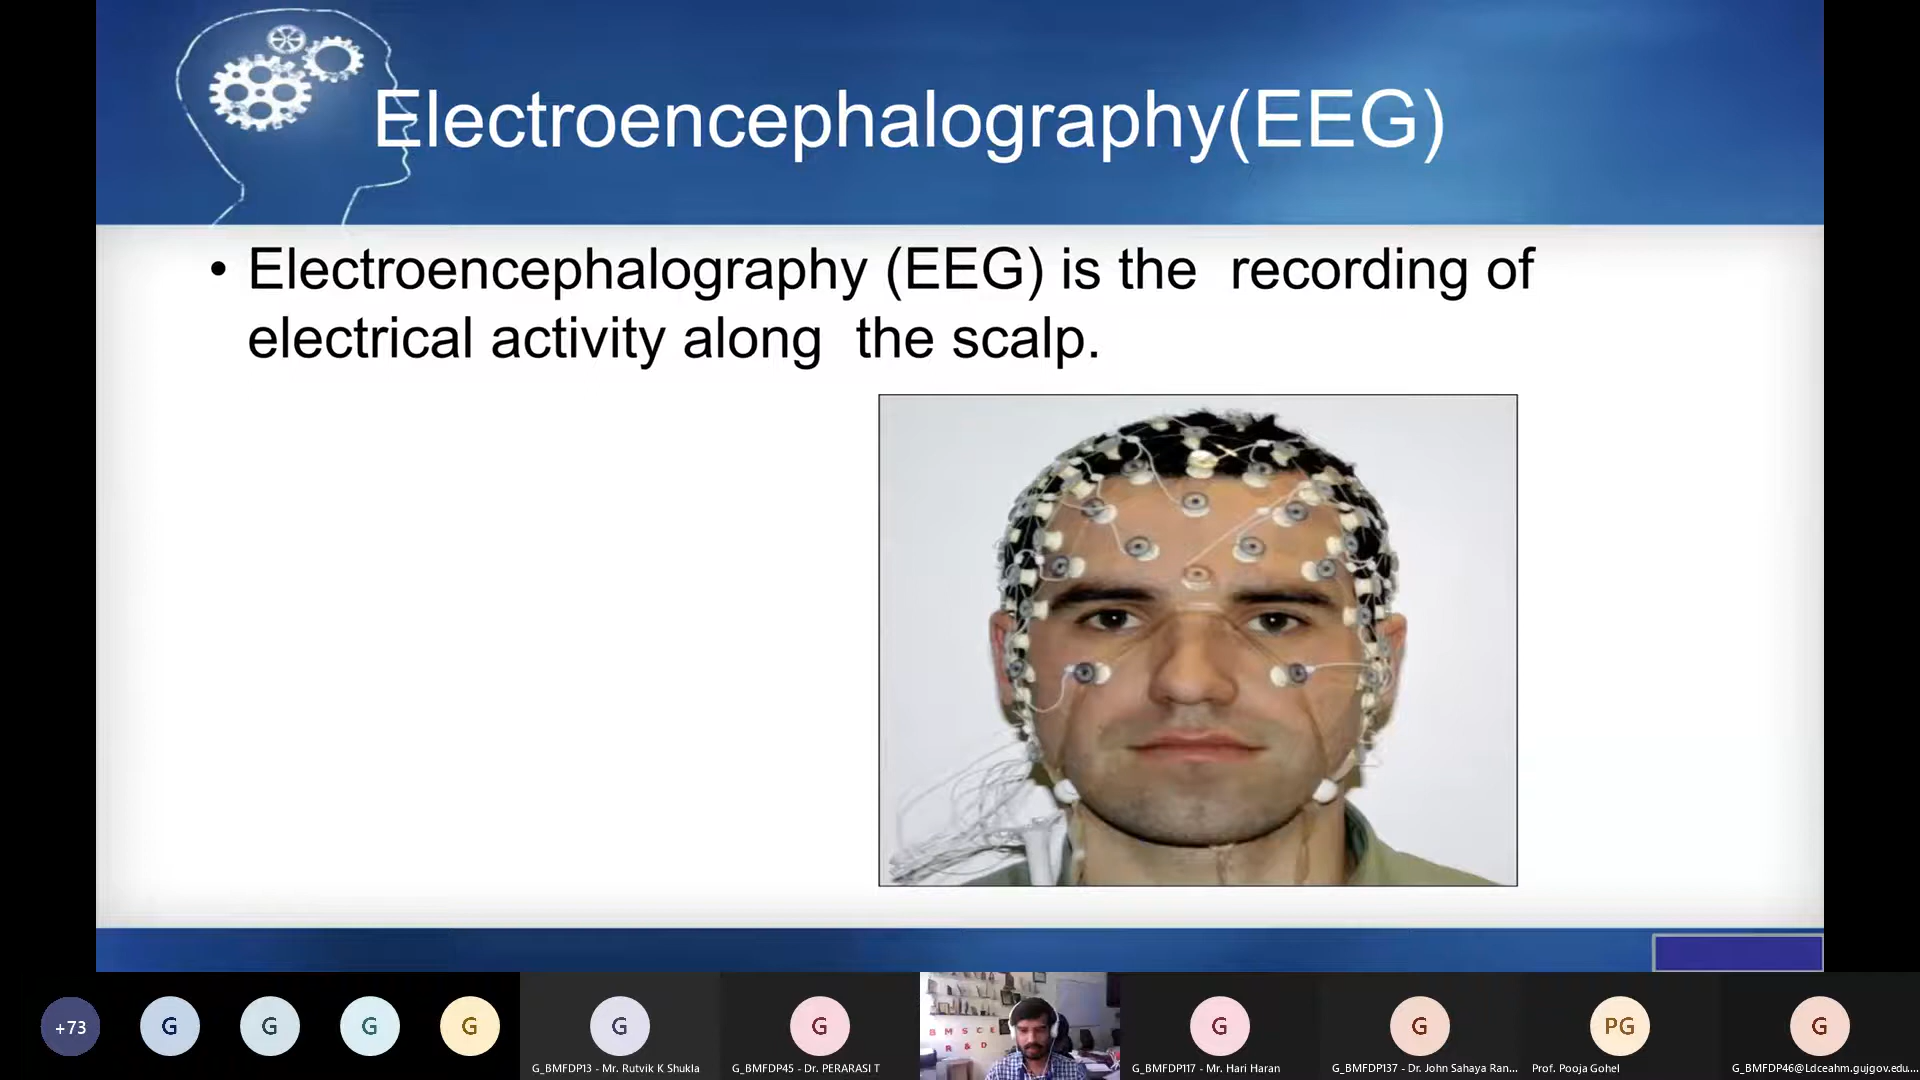 Electroencephalography(EEG)
• Electroencephalography (EEG) is the recording of
electrical activity along the scalp.
+73
G
G
G
G
G
G
G
G
PG
G
B M S C E
R & D
G_BMFDP13 - Mr. Rutvik K Shukla
G_BMFDP45 - Dr. PERARASI T
G_BMFDP117 - Mr. Hari Haran
G_BMFDP137 - Dr. John Sahaya Ran...
Prof. Pooja Gohel
G_BMFDP46@Ldceahm.gujgov.edu....